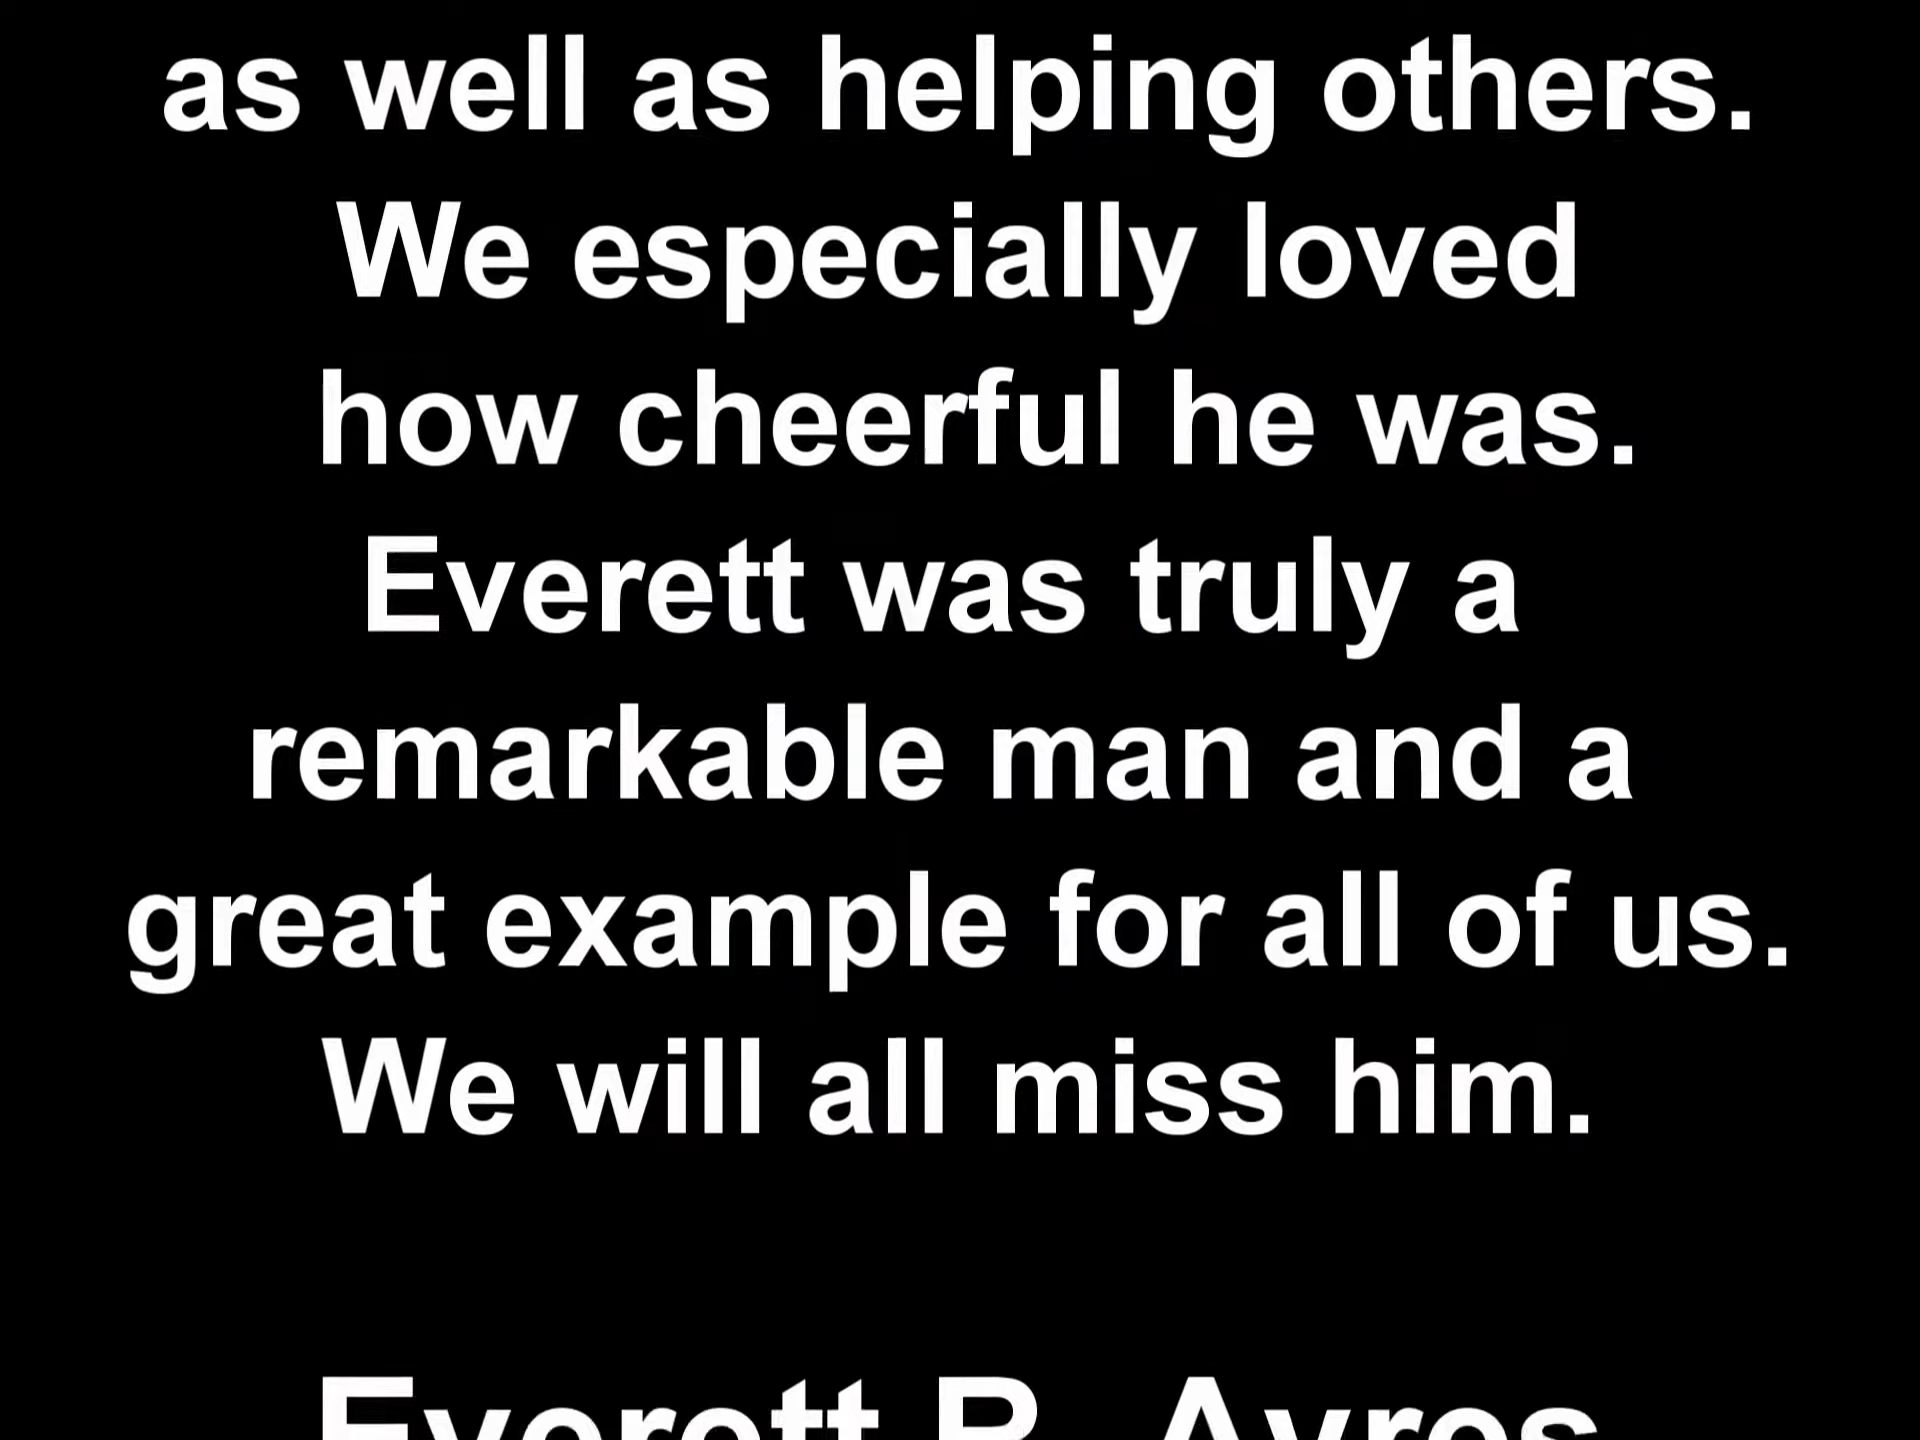 as well as helping others.
We especially loved
how cheerful he was.
Everett was truly a
remarkable man and a
great example for all of us.
We will all miss him.
Everett Ayres